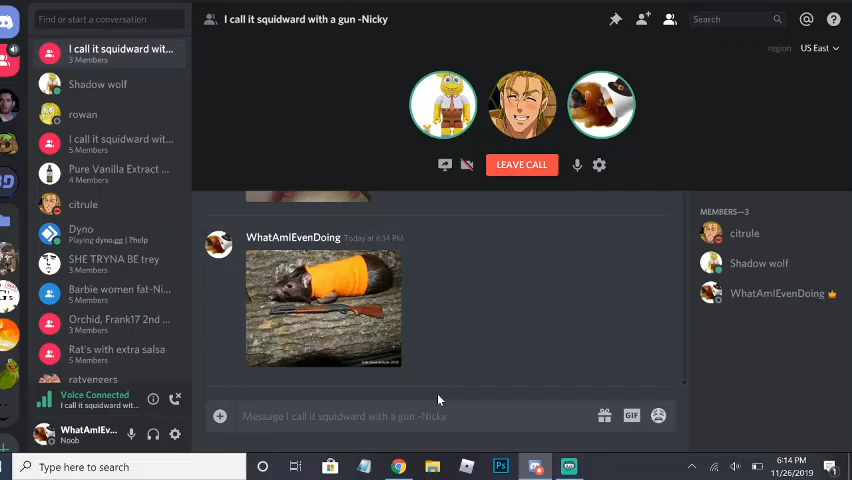 Find or start a conversation
I call it squidward with a gun -Nicky
Search
region US East
I call it squidward wit...
3 Members
Shadow wolf
rowan
I call it squidward wit...
5 Members
Pure Vanilla Extract ...
4 Members
citrule
Dyno
Playing dyno.gg | ?help
SHE TRYNA BE trey
3 Members
Barbie women fat-Ni...
5 Members
Orchid, Frank17 2nd ...
3 Members
Rat's with extra salsa
5 Members
ratvengers
Voice Connected
I call it squidward wit...
WhatAmIEv...
Noob
LEAVE CALL
WhatAmIEvenDoing Today at 6:14 PM
Message I call it squidward with a gun -Nicky
GIF
MEMBERS—3
citrule
Shadow wolf
WhatAmIEvenDoing
Type here to search
Ps
6:14 PM
11/26/2019
1